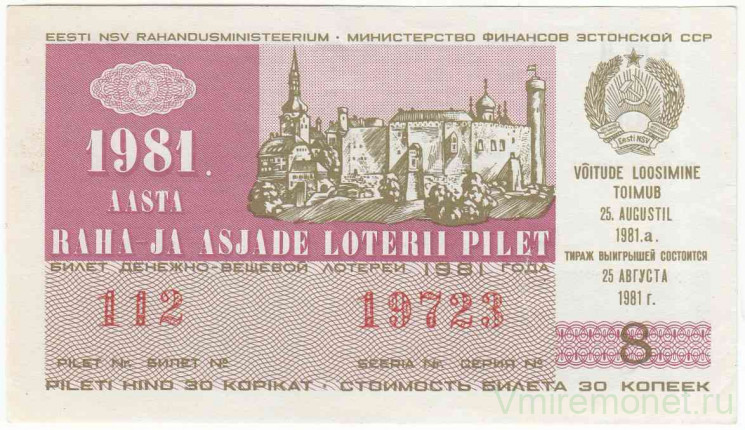 EESTI NSV RAHANDUSMINISTEERIUM · МИНИСТЕРСТВО ФИНАНСОВ ЭСТОНСКОЙ ССР
1981.
AASTA
RAHA- JA ASJADE LOTERII PILET
БИЛЕТ ДЕНЕЖНО-ВЕЩЕВОЙ ЛОТЕРЕИ 1981 ГОДА
112 19723
PILET Nr. БИЛЕТ № SEERIA Nr. СЕРИЯ №
PILETI HIND 30 KOPIKAT · СТОИМОСТЬ БИЛЕТА 30 КОПЕЕК
Eesti NSV
VÕITUDE LOOSIMINE
TOIMUB
25. AUGUSTIL
1981.a.
ТИРАЖ ВЫИГРЫШЕЙ СОСТОИТСЯ
25 АВГУСТА
1981 г.
8
Vmiremonet.ru